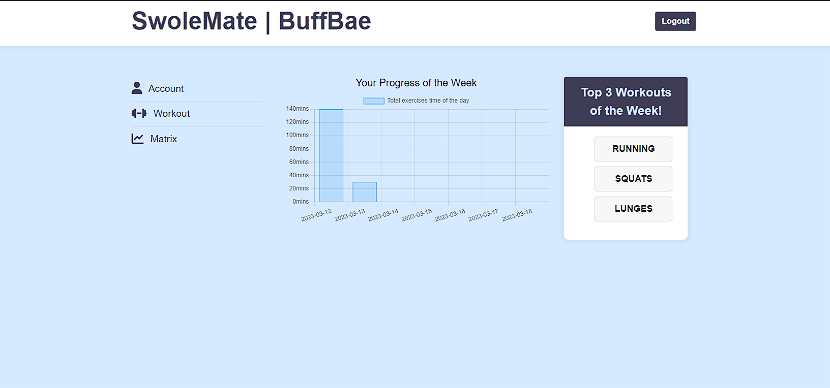 SwoleMate | BuffBae
Logout
Account
Workout
Matrix
Your Progress of the Week
Total exercises time of the day
140mins
120mins
100mins
80mins
60mins
40mins
20mins
0mins
2023-03-12
2023-03-13
2023-03-14
2023-03-15
2023-03-16
2023-03-17
2023-03-18
Top 3 Workouts
of the Week!
RUNNING
SQUATS
LUNGES